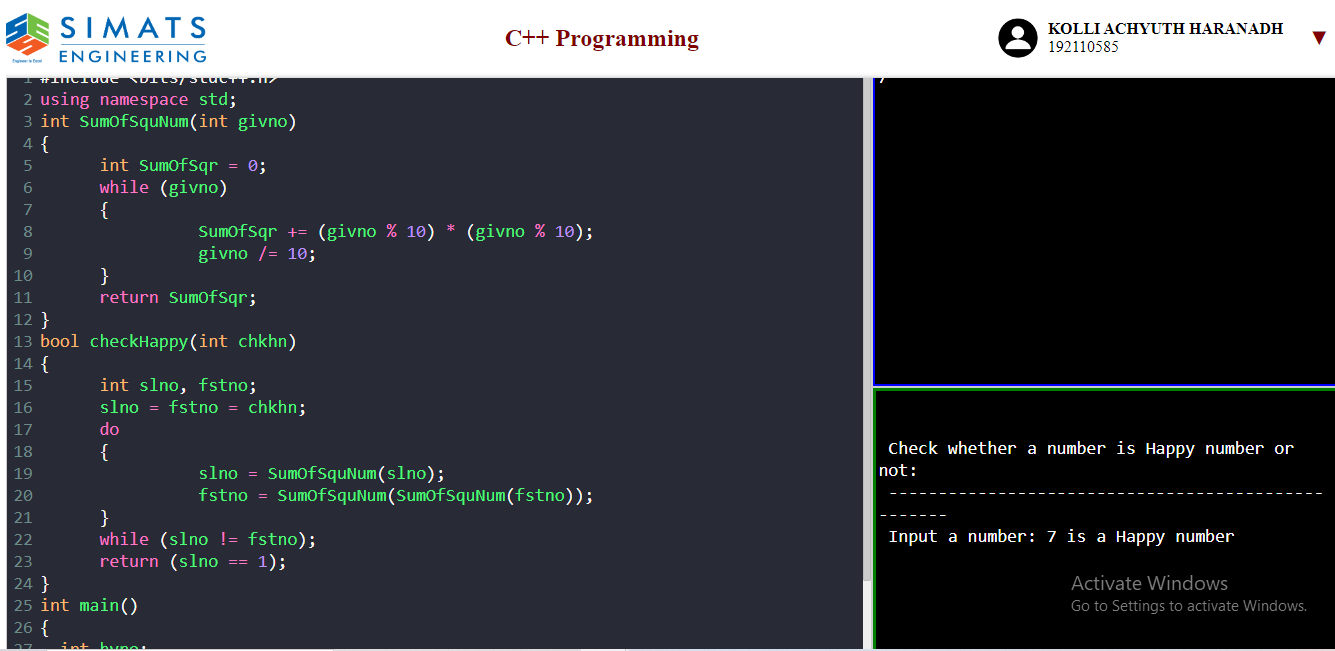 SIMATS
ENGINEERING
Engineer to Excel
C++ Programming
KOLLI ACHYUTH HARANADH
192110585
▼
1 #include <bits/stdc++.h>
2 using namespace std;
3 int SumOfSquNum(int givno)
4 {
5 int SumOfSqr = 0;
6 while (givno)
7 {
8 SumOfSqr += (givno % 10) * (givno % 10);
9 givno /= 10;
10 }
11 return SumOfSqr;
12 }
13 bool checkHappy(int chkhn)
14 {
15 int slno, fstno;
16 slno = fstno = chkhn;
17 do
18 {
19 slno = SumOfSquNum(slno);
20 fstno = SumOfSquNum(SumOfSquNum(fstno));
21 }
22 while (slno != fstno);
23 return (slno == 1);
24 }
25 int main()
26 {
27 int hyno;
7
Check whether a number is Happy number or
not:
--------------------------------------------
-------
Input a number: 7 is a Happy number
Activate Windows
Go to Settings to activate Windows.